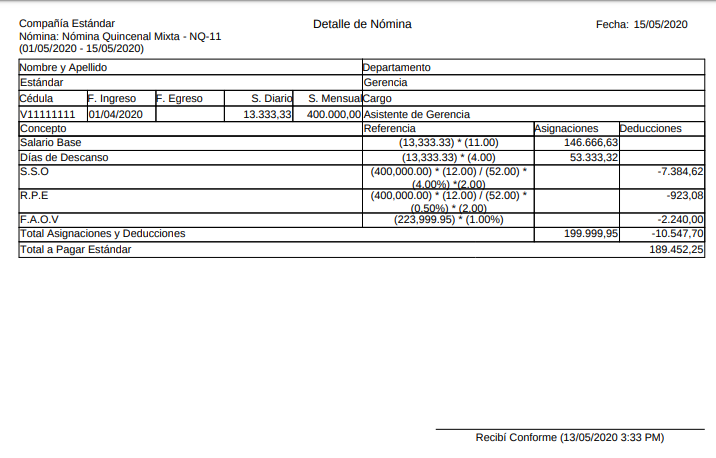 Compañía Estándar Detalle de Nómina Fecha: 15/05/2020
Nómina: Nómina Quincenal Mixta - NQ-11
(01/05/2020 - 15/05/2020)
Nombre y Apellido Departamento
Estándar Gerencia
Cédula F. Ingreso F. Egreso S. Diario S. Mensual Cargo
V11111111 01/04/2020 13.333,33 400.000,00 Asistente de Gerencia
Concepto Referencia Asignaciones Deducciones
Salario Base (13,333.33) * (11.00) 146.666,63
Días de Descanso (13,333.33) * (4.00) 53.333,32
S.S.O (400,000.00) * (12.00) / (52.00) * -7.384,62
(4.00%) *(2.00)
R.P.E (400,000.00) * (12.00) / (52.00) * -923,08
(0.50%) * (2.00)
F.A.O.V (223,999.95) * (1.00%) -2.240,00
Total Asignaciones y Deducciones 199.999,95 -10.547,70
Total a Pagar Estándar 189.452,25
Recibí Conforme (13/05/2020 3:33 PM)